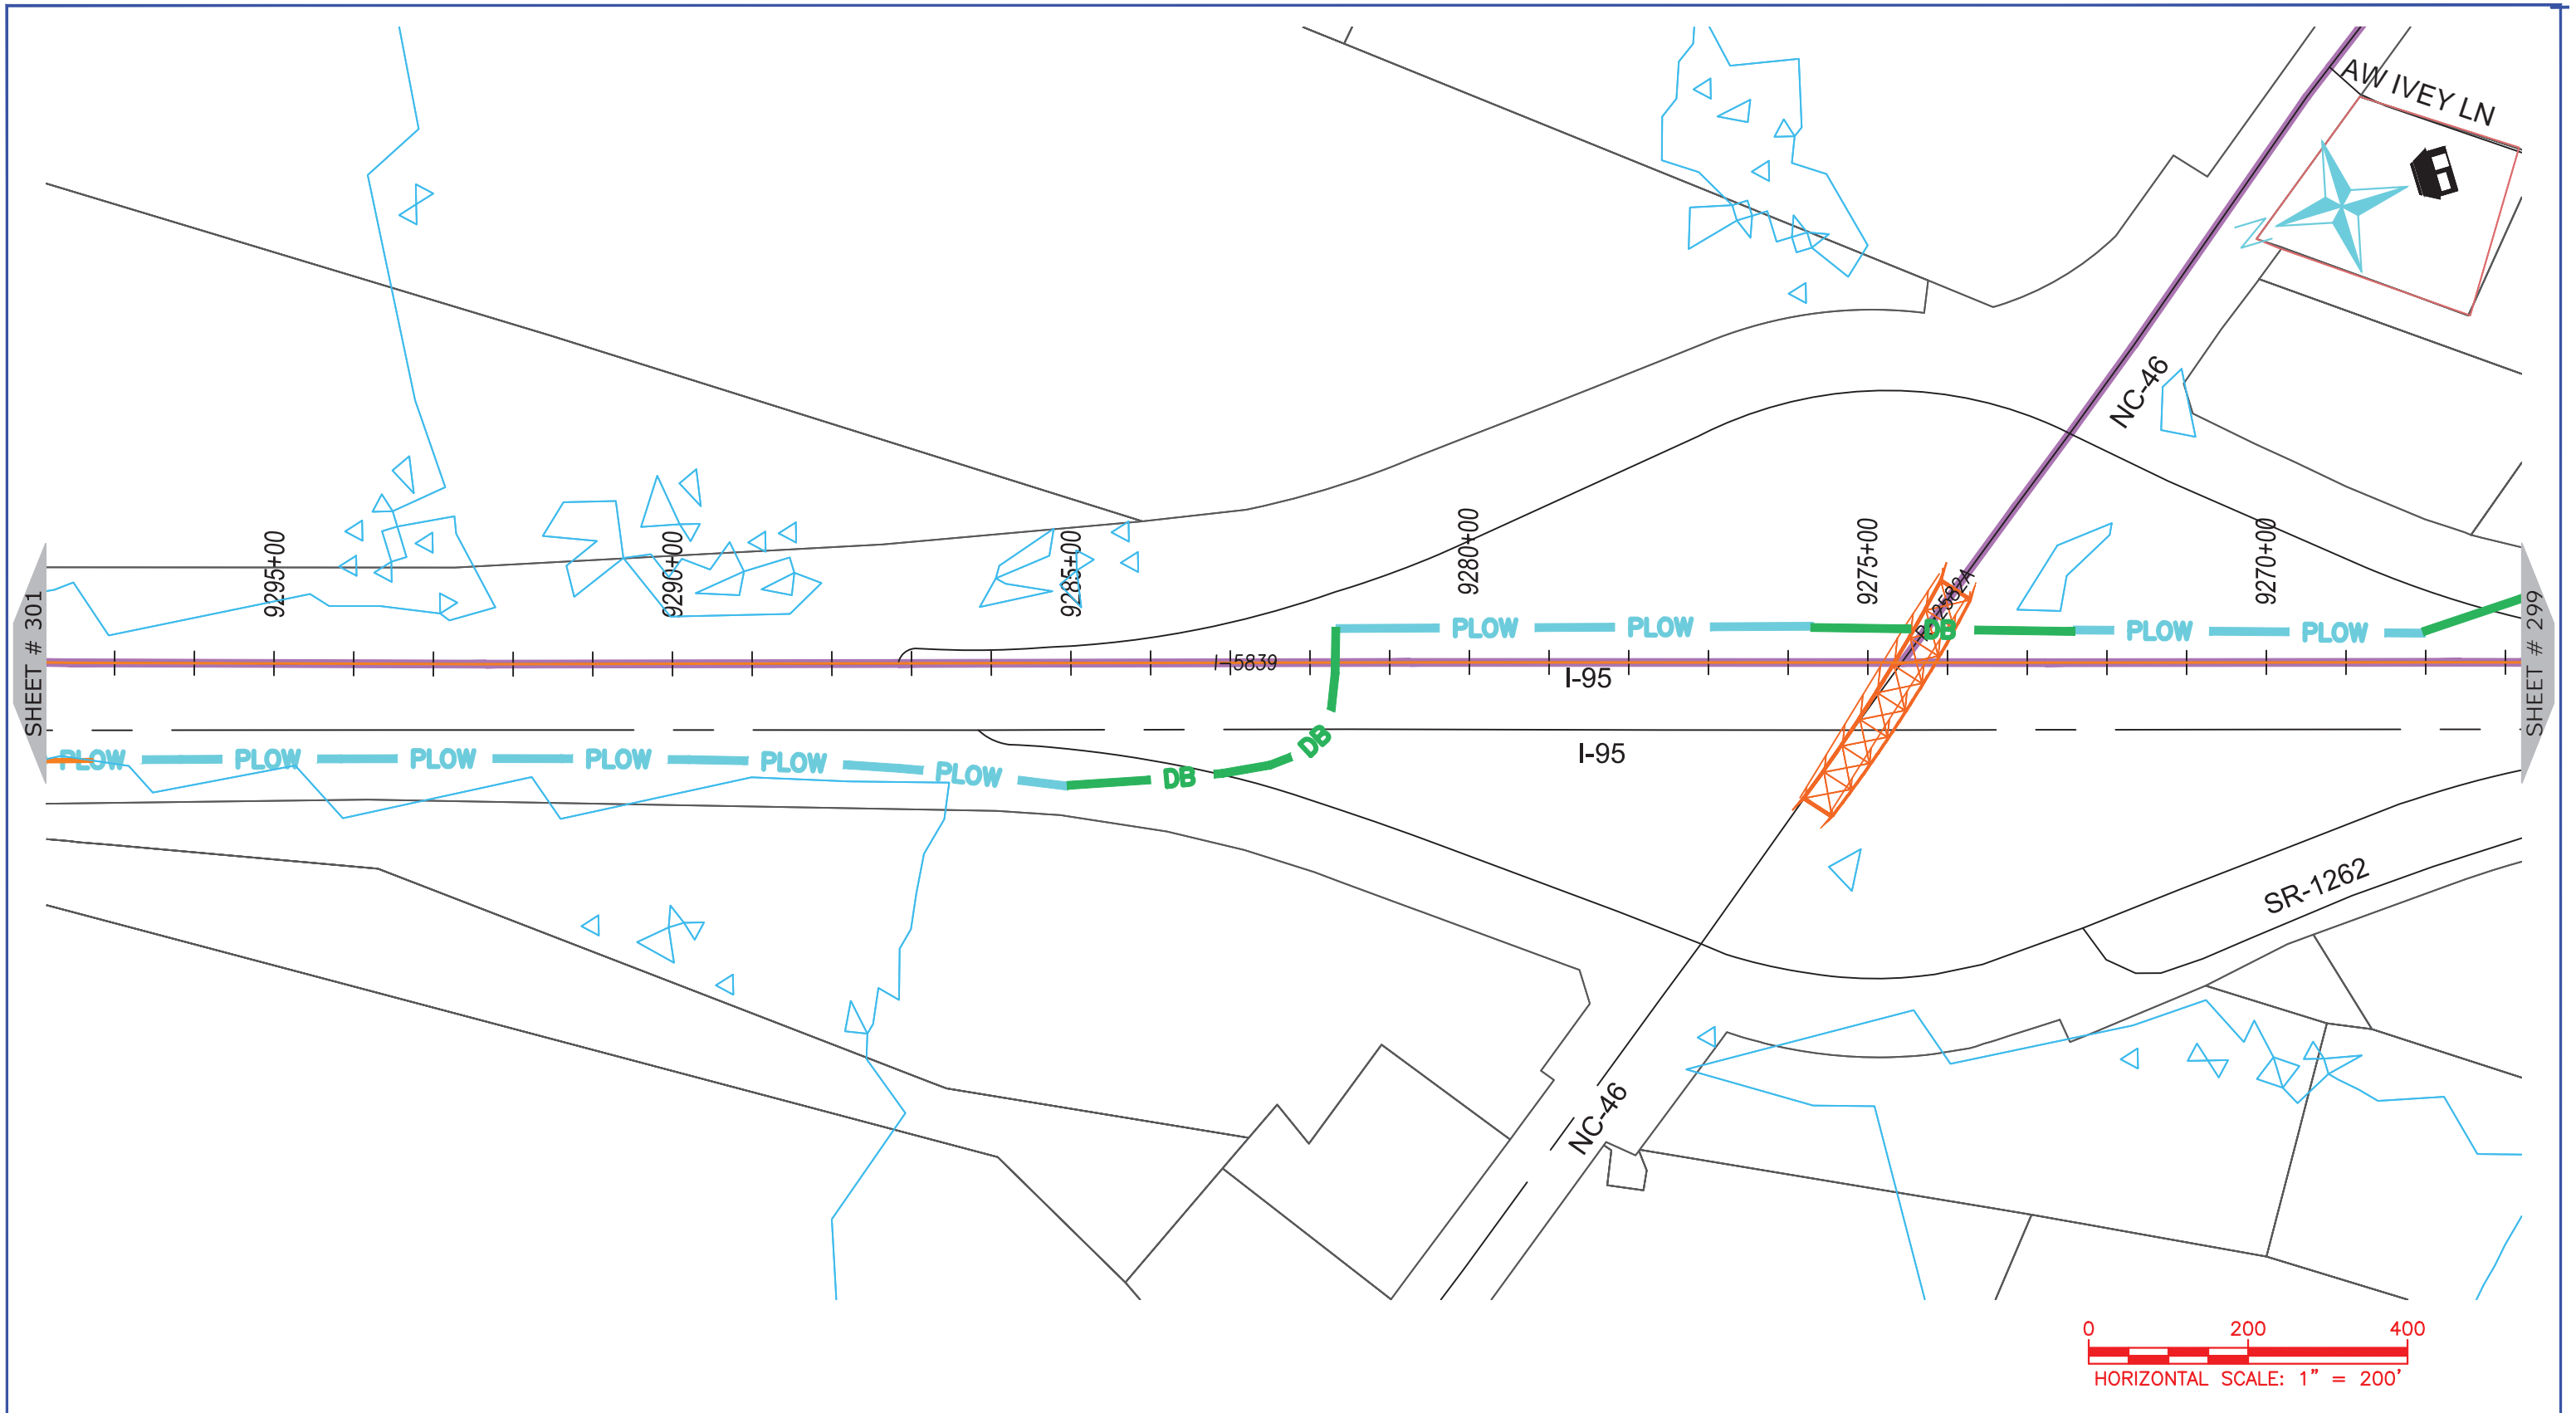 AW IVEY LN
N
NC-46
9295+00
9290+00
9285+00
9280+00
9275+00
9270+00
SHEET # 301
SHEET # 299
PLOW PLOW DB PLOW PLOW
I-5839
I-95
I-95
PLOW PLOW PLOW PLOW PLOW PLOW DB DB
SR-1262
NC-46
0 200 400
HORIZONTAL SCALE: 1" = 200'